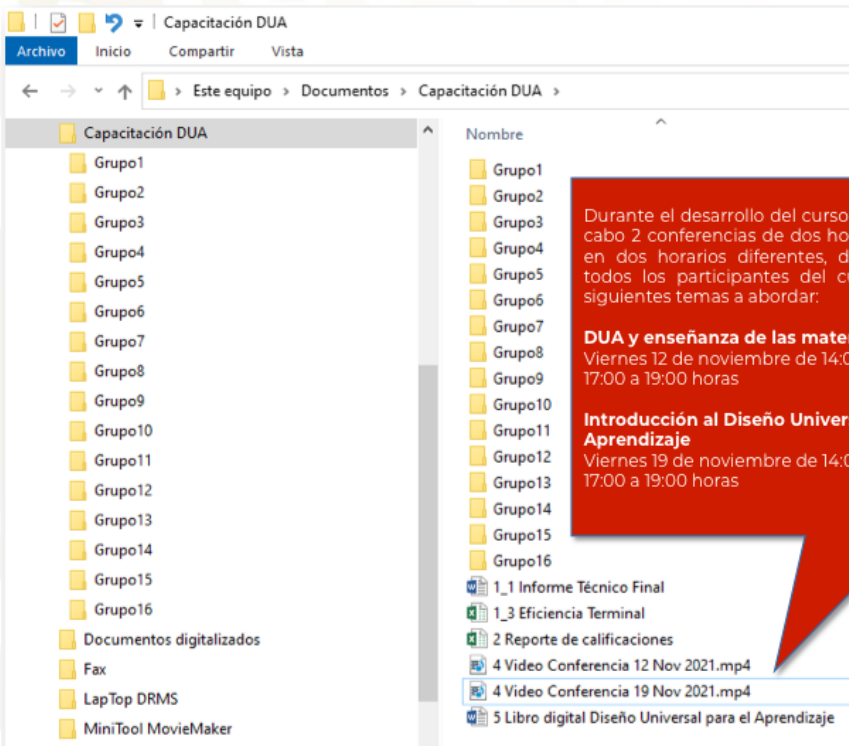 Capacitación DUA
Archivo Inicio Compartir Vista
Este equipo > Documentos > Capacitación DUA >
Capacitación DUA
Grupo1
Grupo2
Grupo3
Grupo4
Grupo5
Grupo6
Grupo7
Grupo8
Grupo9
Grupo10
Grupo11
Grupo12
Grupo13
Grupo14
Grupo15
Grupo16
Documentos digitalizados
Fax
LapTop DRMS
MiniTool MovieMaker
Nombre
Grupo1
Grupo2
Grupo3
Grupo4
Grupo5
Grupo6
Grupo7
Grupo8
Grupo9
Grupo10
Grupo11
Grupo12
Grupo13
Grupo14
Grupo15
Grupo16
1_1 Informe Técnico Final
1_3 Eficiencia Terminal
2 Reporte de calificaciones
4 Video Conferencia 12 Nov 2021.mp4
4 Video Conferencia 19 Nov 2021.mp4
5 Libro digital Diseño Universal para el Aprendizaje
Durante el desarrollo del curso
cabo 2 conferencias de dos ho
en dos horarios diferentes, d
todos los participantes del c
siguientes temas a abordar:
DUA y enseñanza de las mate
Viernes 12 de noviembre de 14:0
17:00 a 19:00 horas
Introducción al Diseño Univer
Aprendizaje
Viernes 19 de noviembre de 14:0
17:00 a 19:00 horas